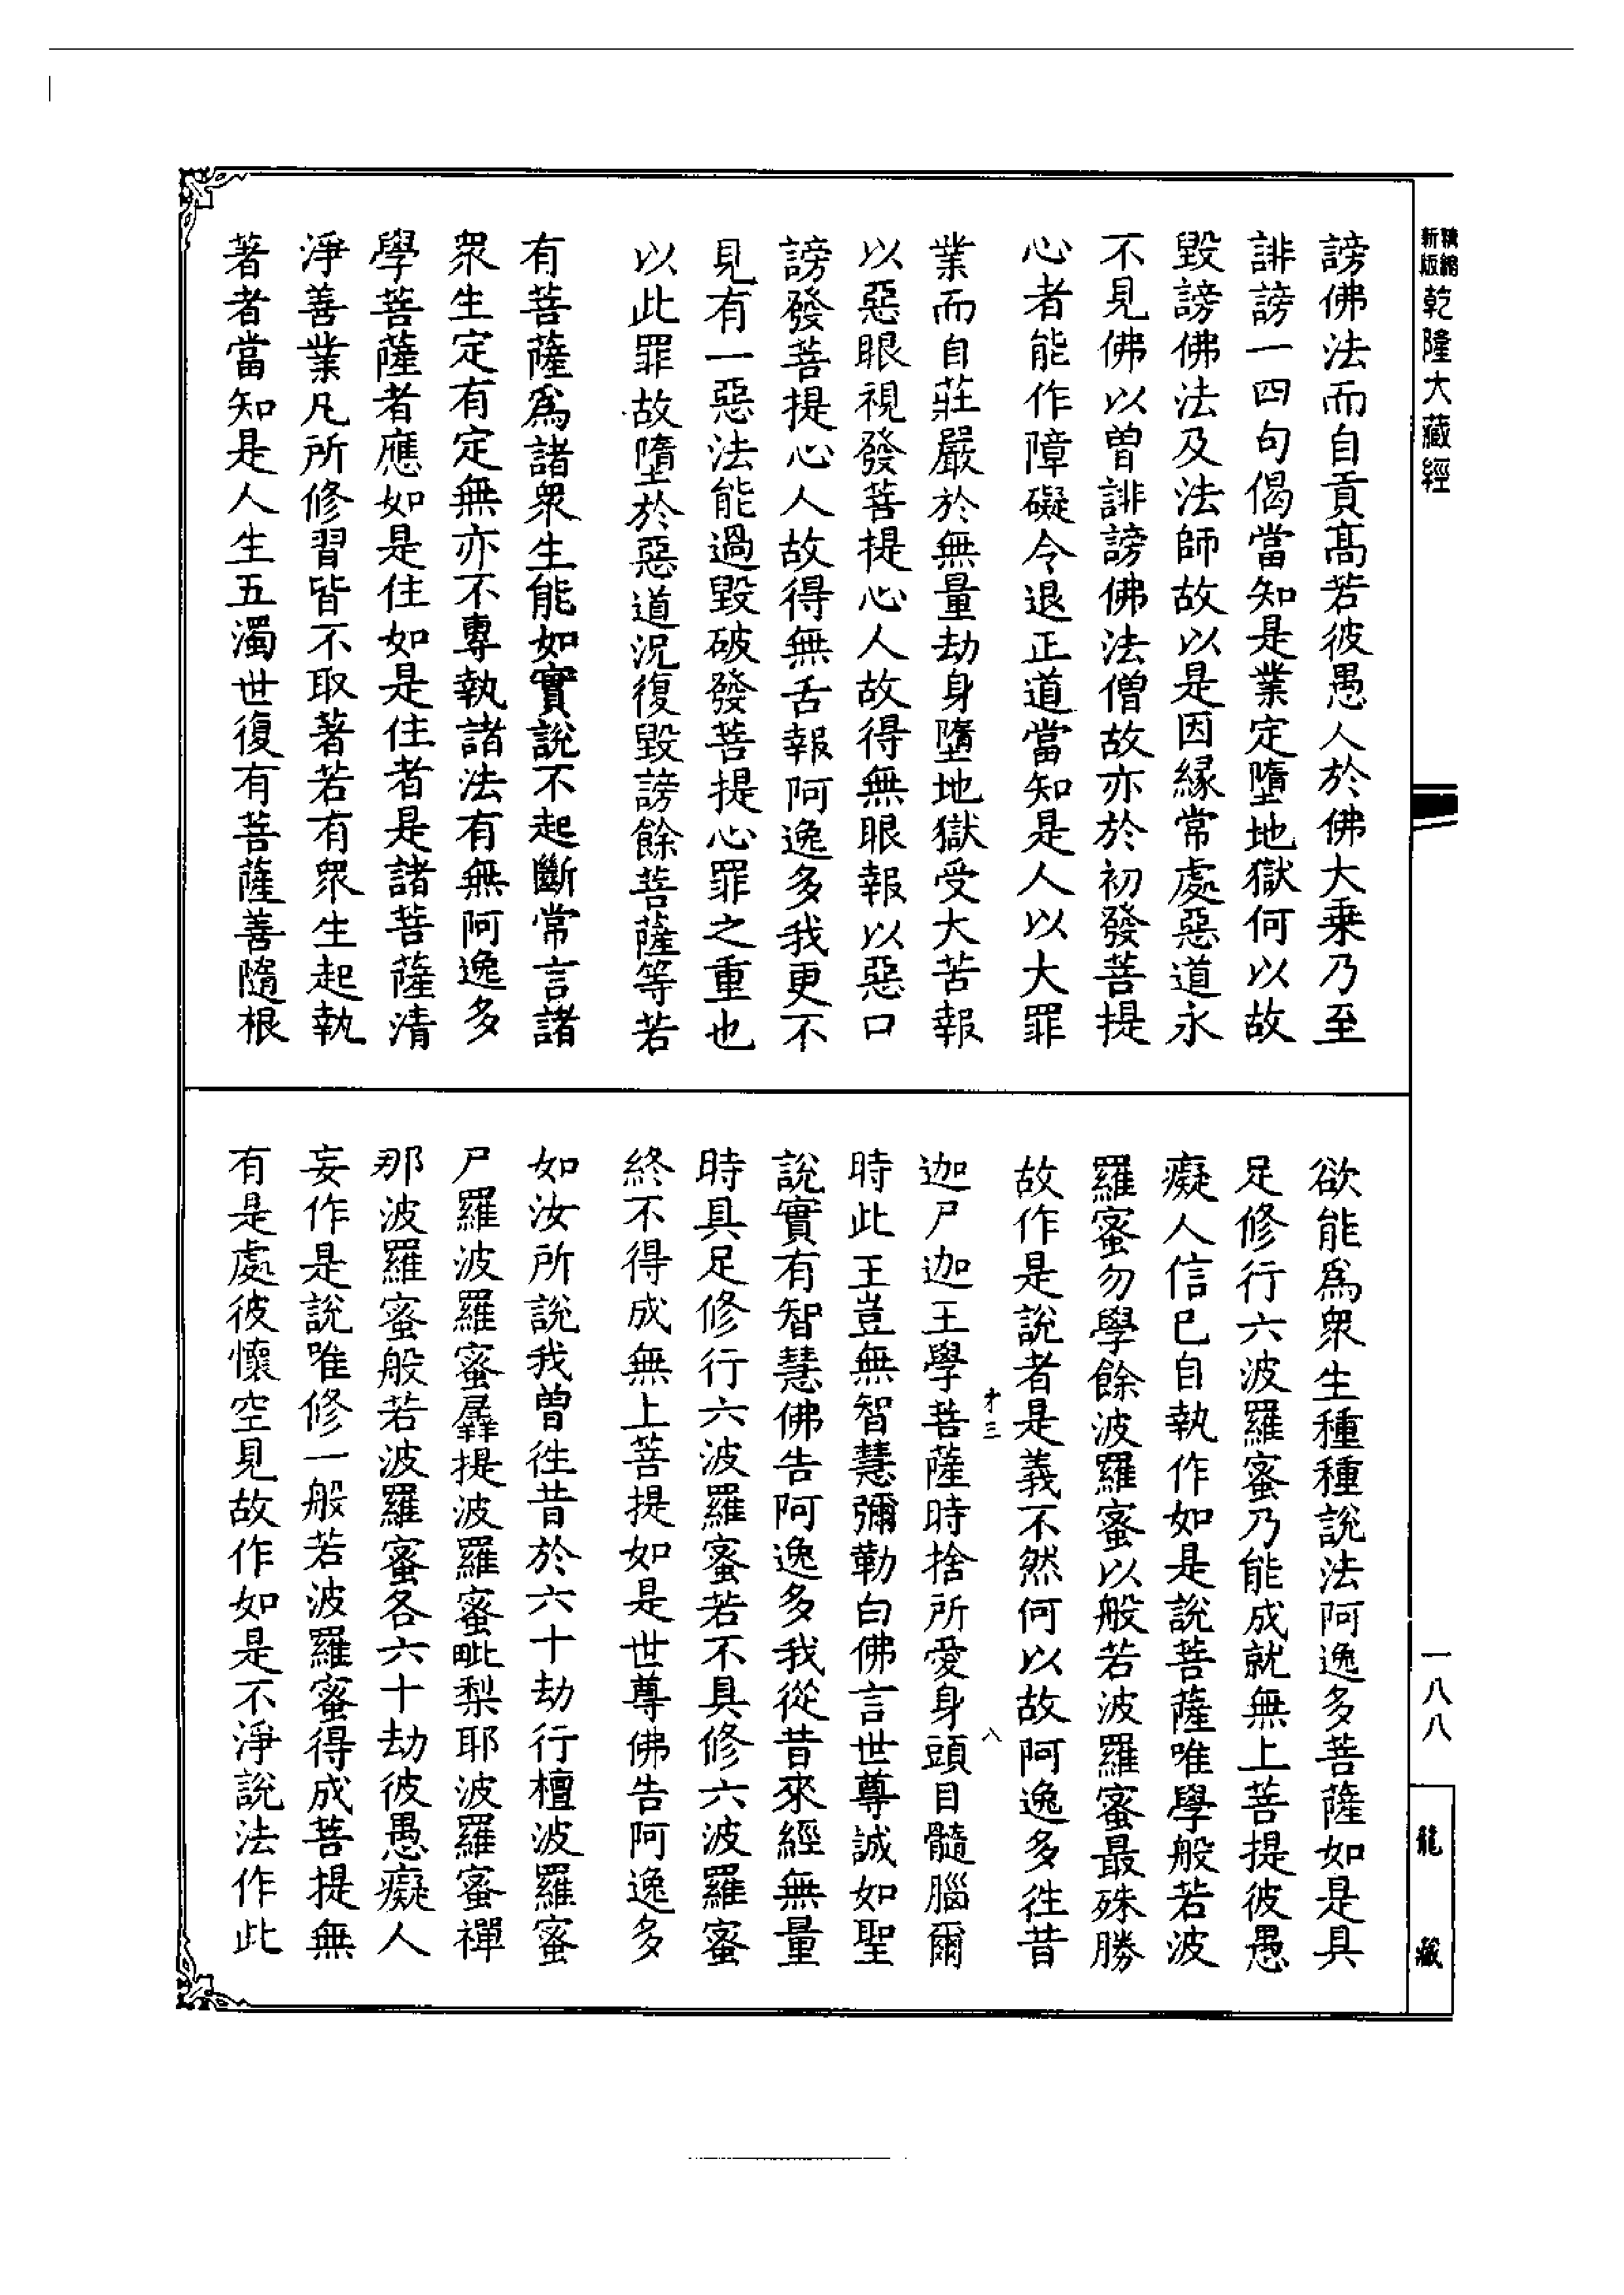 精縮新版乾隆大藏經
謗佛法而自貢高若彼愚人於佛大乗乃至
誹謗一四句偈當知是業定墮地獄何以故
毀謗佛法及法師故以是因緣常處惡道永
不見佛以曾誹謗佛法僧故亦於初發菩提
心者能作障礙令退正道當知是人以大罪
業而自莊嚴於無量劫身墮地獄受大苦報
以惡眼視發菩提心人故得無眼報以惡口
謗發菩提心人故得無舌報阿逸多我更不
見有一惡法能過毀破發菩提心罪之重也
以此罪故墮於惡道況復毀謗餘菩薩等若
有菩薩爲諸衆生能如實說不起斷常言諸
衆生定有定無亦不專執諸法有無阿逸多
學菩薩者應如是住如是住者是諸菩薩清
淨善業凡所修習皆不取著若有衆生起執
著者當知是人生五濁世復有菩薩善隨根
欲能爲衆生種種說法阿逸多菩薩如是具
足修行六波羅蜜乃能成就無上菩提彼愚
癡人信已自執作如是說菩薩唯學般若波
羅蜜勿學餘波羅蜜以般若波羅蜜最殊勝
故作是說者是義不然何以故阿逸多徃昔
迦尸迦王學菩薩時捨所愛身頭目髓腦爾
時此王豈無智慧彌勒白佛言世尊誠如聖
說實有智慧佛告阿逸多我從昔來經無量
時具足修行六波羅蜜若不具修六波羅蜜
終不得成無上菩提如是世尊佛告阿逸多
如汝所說我曾徃昔於六十劫行檀波羅蜜
尸羅波羅蜜羼提波羅蜜毗梨耶波羅蜜禪
那波羅蜜般若波羅蜜各六十劫彼愚癡人
妄作是說唯修一般若波羅蜜得成菩提無
有是處彼懷空見故作如是不淨說法作此
苐三
八
一八八
龍藏